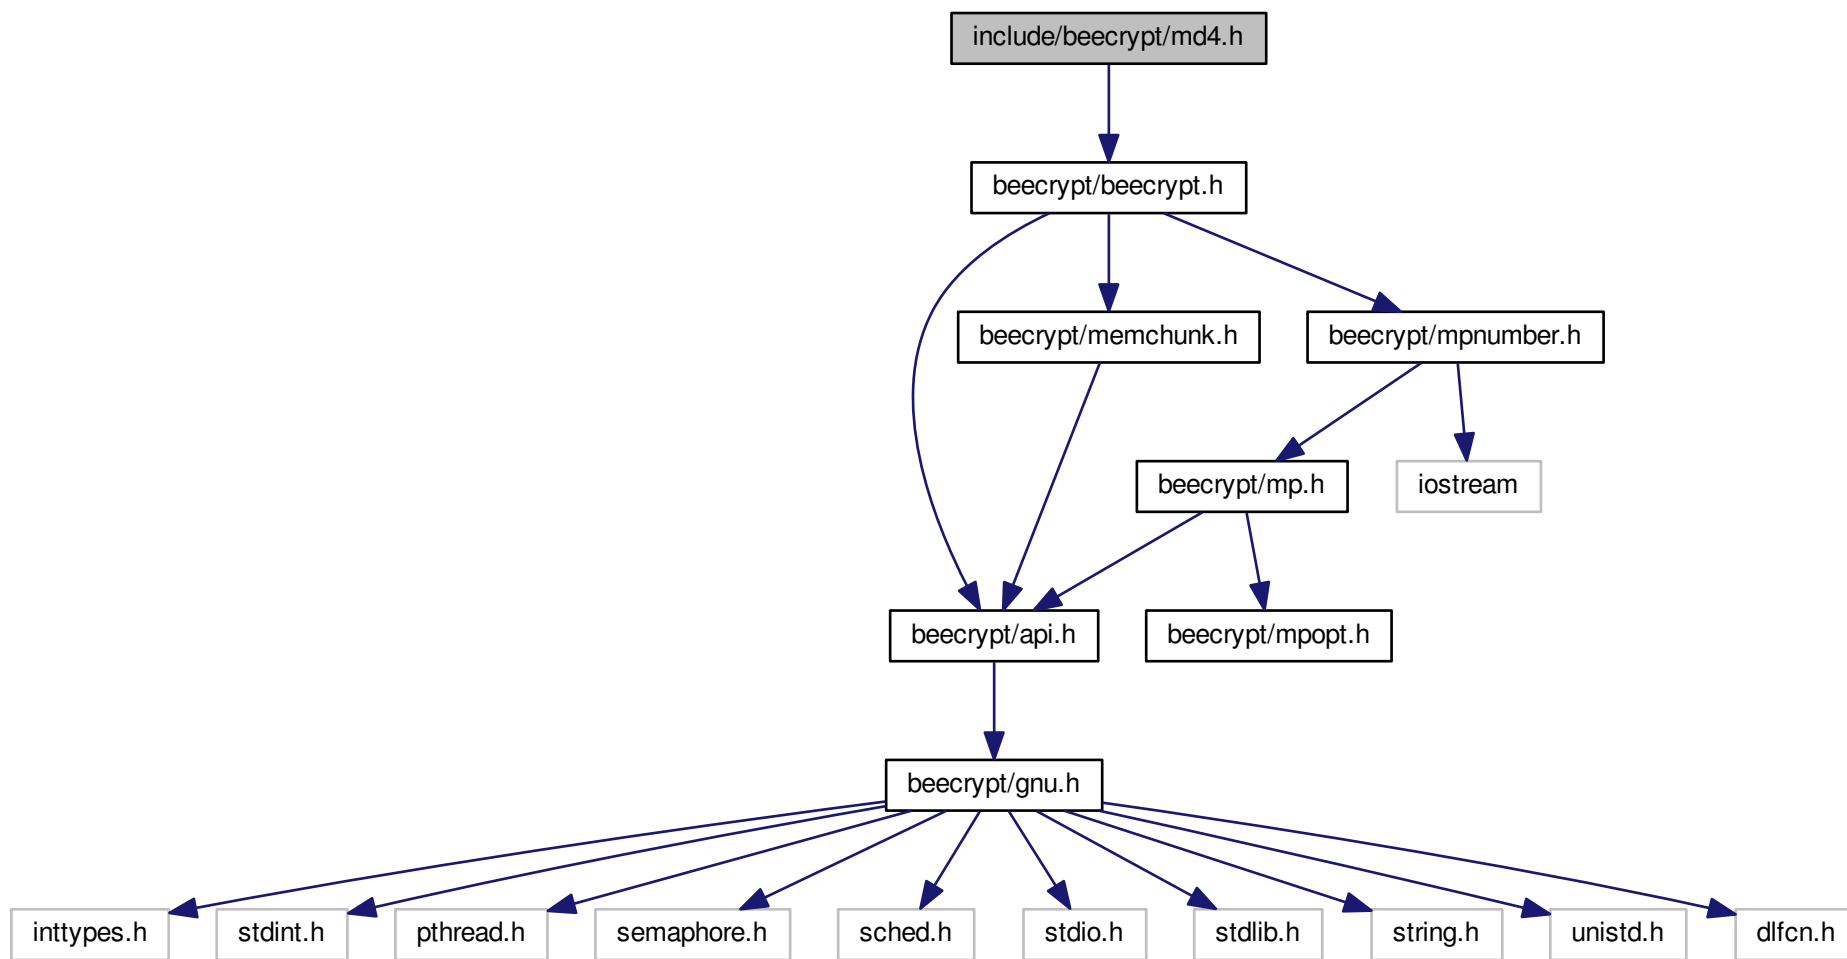 include/beecrypt/md4.h
beecrypt/beecrypt.h
beecrypt/memchunk.h
beecrypt/mpnumber.h
beecrypt/mp.h
iostream
beecrypt/api.h
beecrypt/mpopt.h
beecrypt/gnu.h
inttypes.h
stdint.h
pthread.h
semaphore.h
sched.h
stdio.h
stdlib.h
string.h
unistd.h
dlfcn.h